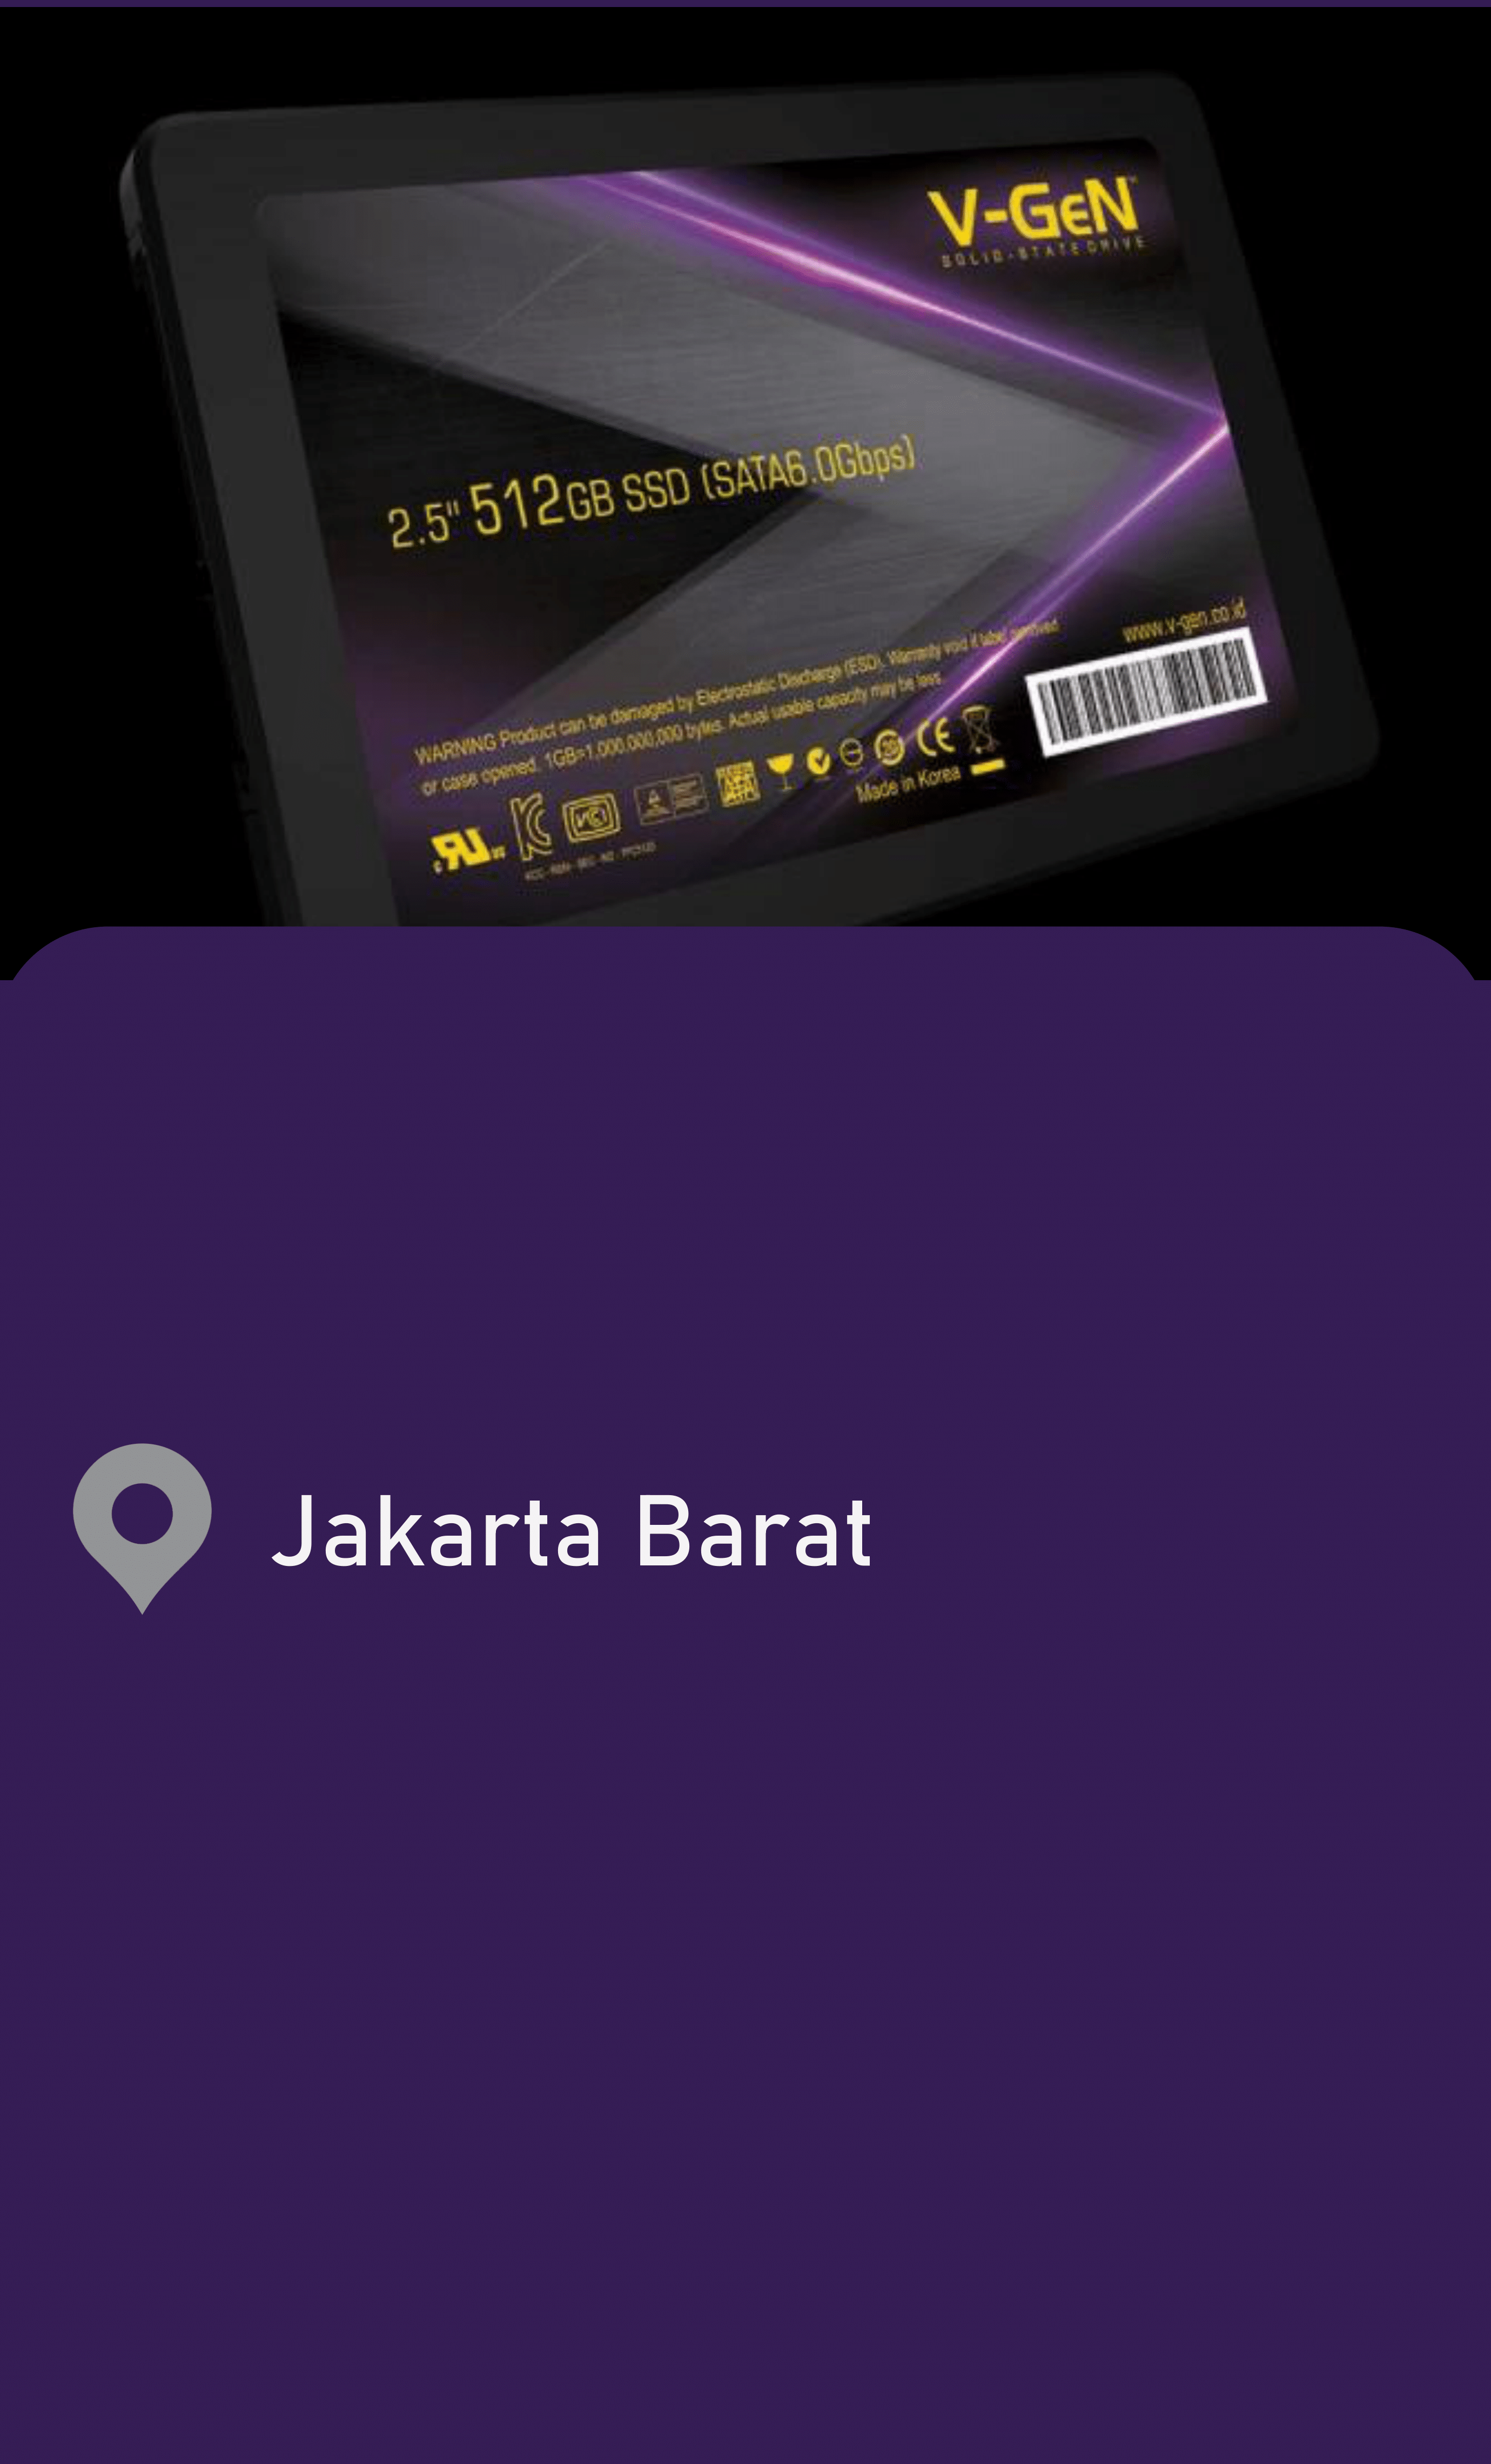 V-GeN™
SOLID-STATE DRIVE
2.5" 512GB SSD (SATA6.0Gbps)
www.v-gen.co.id
WARNING Product can be damaged by Electrostatic Discharge (ESD). Warranty void if label removed
or case opened. 1GB=1,000,000,000 bytes. Actual usable capacity may be less.
Made in Korea
Jakarta Barat